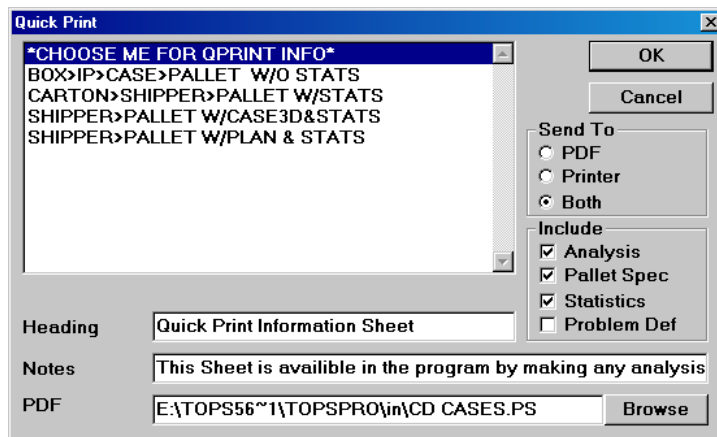 Quick Print
*CHOOSE ME FOR QPRINT INFO*
BOX>IP>CASE>PALLET W/O STATS
CARTON>SHIPPER>PALLET W/STATS
SHIPPER>PALLET W/CASE3D&STATS
SHIPPER>PALLET W/PLAN & STATS
OK
Cancel
Send To
PDF
Printer
Both
Include
Analysis
Pallet Spec
Statistics
Problem Def
Heading Quick Print Information Sheet
Notes This Sheet is availible in the program by making any analysis
PDF E:\TOPS56~1\TOPSPRO\in\CD CASES.PS Browse